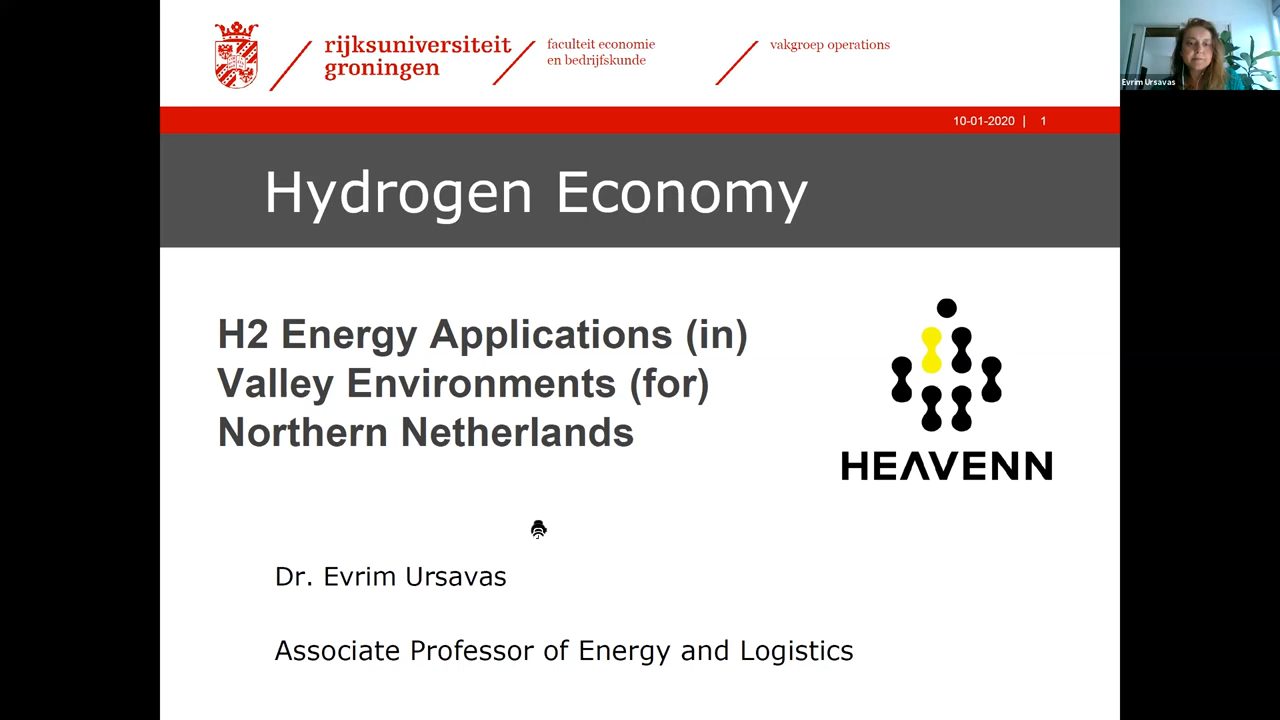 rijksuniversiteit
groningen
faculteit economie
en bedrijfskunde
vakgroep operations
Evrim Ursavas
10-01-2020 | 1
Hydrogen Economy
H2 Energy Applications (in)
Valley Environments (for)
Northern Netherlands
HEAVENN
Dr. Evrim Ursavas
Associate Professor of Energy and Logistics